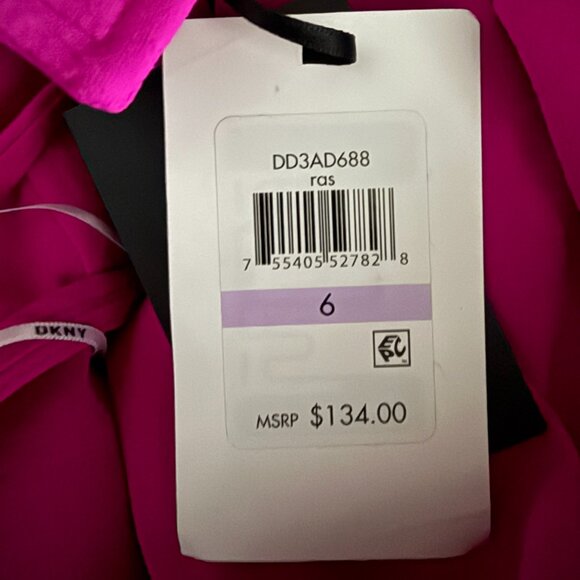 DD3AD688
ras
7 55405 52782 8
6
EPC
MSRP $134.00
DKNY